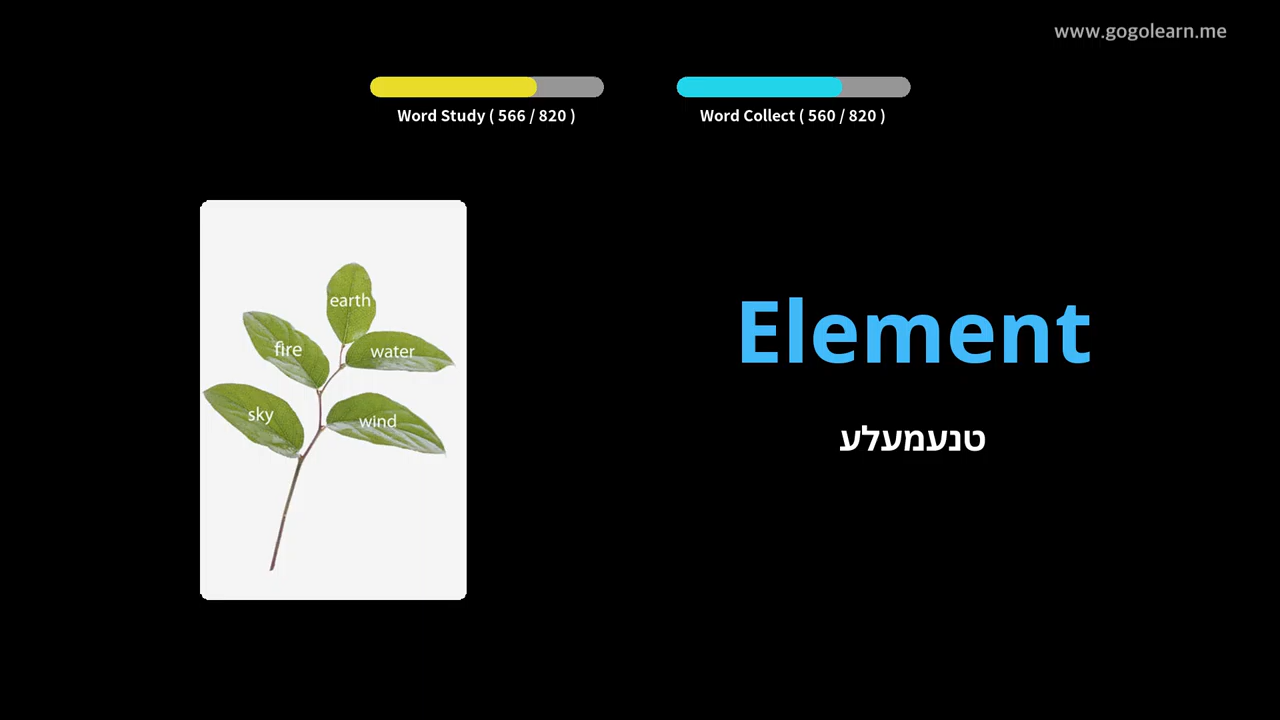 www.gogolearn.me
Word Study ( 566 / 820 )
Word Collect ( 560 / 820 )
earth
fire
water
sky
wind
Element
טנעמעלע